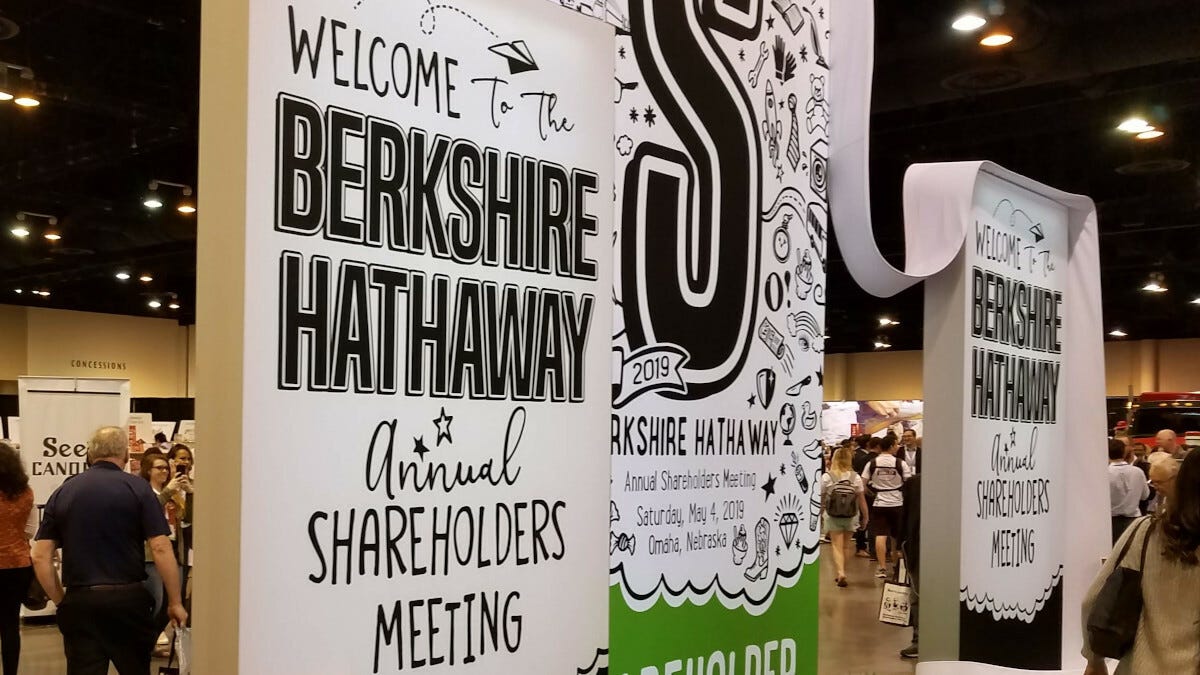 WELCOME To The
BERKSHIRE
HATHAWAY
Annual
SHAREHOLDERS
MEETING
S
2019
RKSHIRE HATHAWAY
Annual Shareholders Meeting
Saturday, May 4, 2019
Omaha, Nebraska
WELCOME To The
BERKSHIRE
HATHAWAY
Annual
SHAREHOLDERS
MEETING
CONCESSIONS
See
CAND